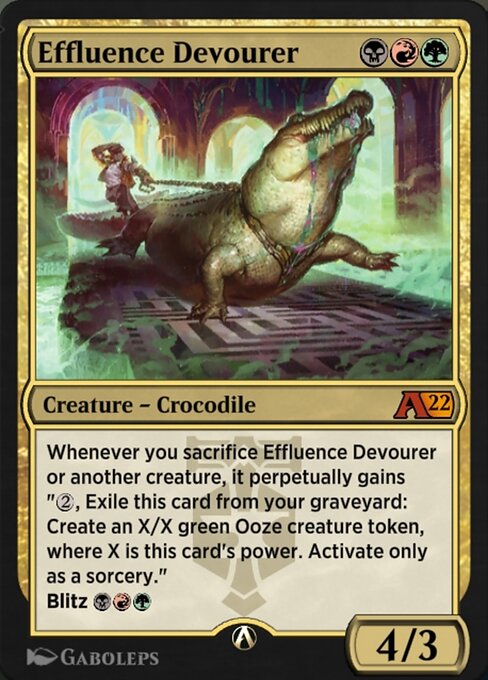 Effluence Devourer
Creature – Crocodile
A22
Whenever you sacrifice Effluence Devourer
or another creature, it perpetually gains
"2, Exile this card from your graveyard:
Create an X/X green Ooze creature token,
where X is this card's power. Activate only
as a sorcery."
Blitz
GABOLEPS
4/3